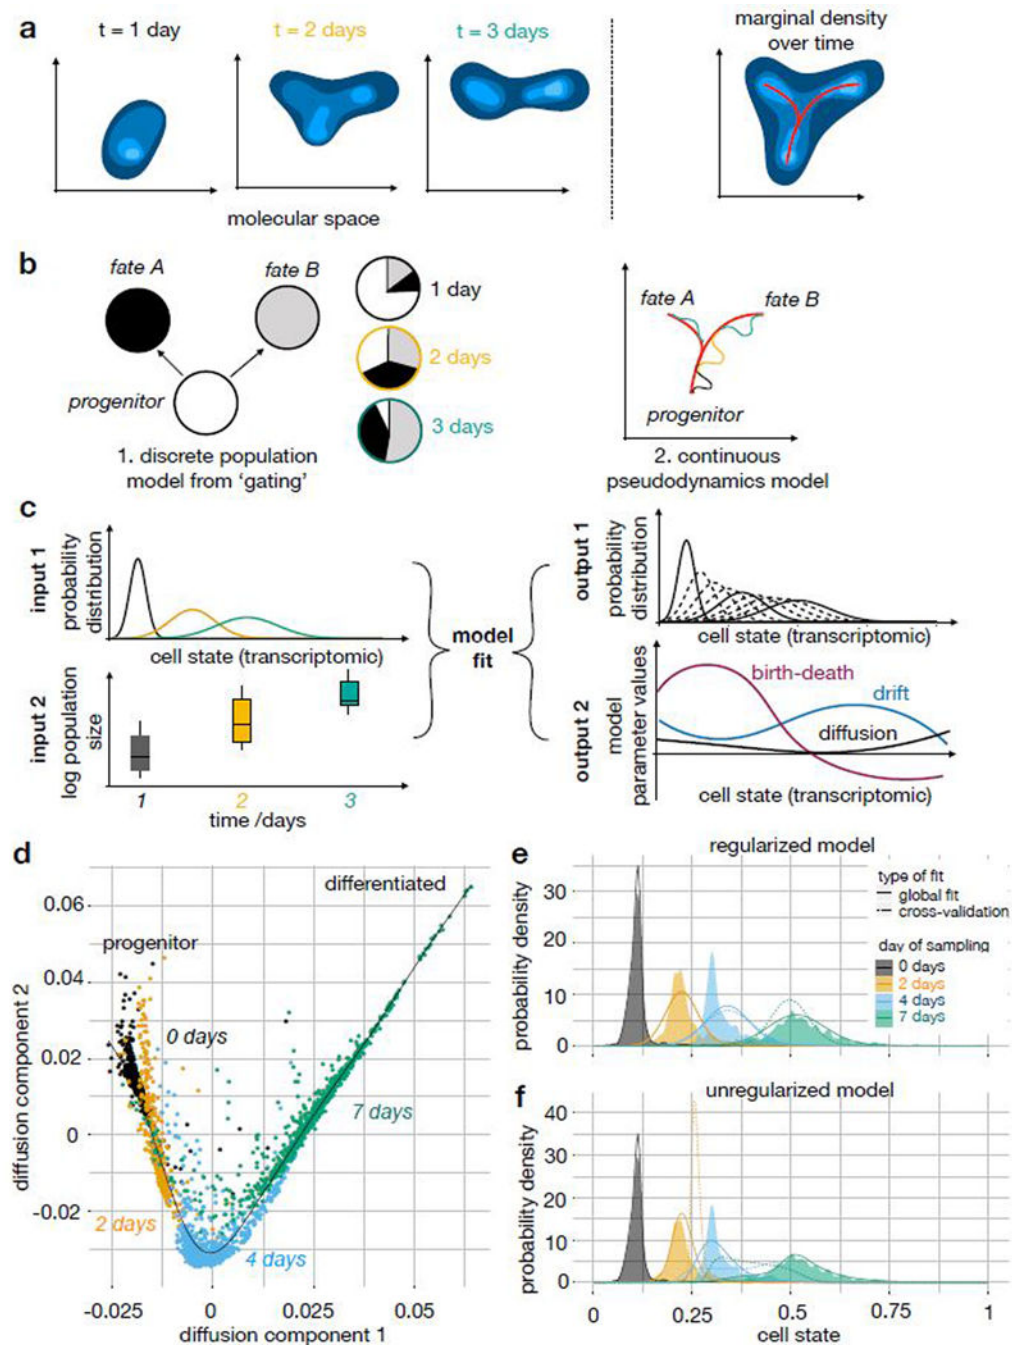 a
t = 1 day
t = 2 days
t = 3 days
marginal density
over time
molecular space
b
fate A
fate B
progenitor
1 day
2 days
3 days
1. discrete population
model from ‘gating’
fate A
fate B
progenitor
2. continuous
pseudodynamics model
c
input 1
probability
distribution
cell state (transcriptomic)
input 2
log population
size
1
2
3
time /days
model
fit
output 1
probability
distribution
cell state (transcriptomic)
output 2
model
parameter values
birth-death
drift
diffusion
cell state (transcriptomic)
d
differentiated
progenitor
0 days
2 days
4 days
7 days
diffusion component 2
0.06
0.04
0.02
0
-0.02
-0.025
0
0.025
0.05
diffusion component 1
e
regularized model
type of fit
global fit
cross-validation
day of sampling
0 days
2 days
4 days
7 days
probability density
30
20
10
0
f
unregularized model
probability density
40
30
20
10
0
0
0.25
0.5
0.75
1
cell state